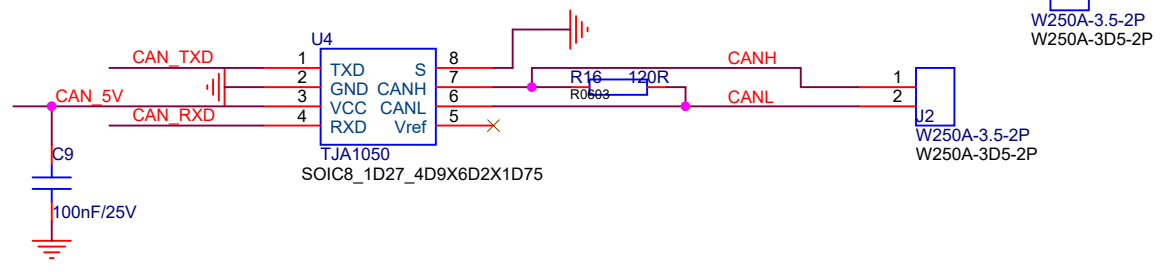 W250A-3.5-2P
W250A-3D5-2P
U4
CAN_TXD
1
TXD
S
8
2
GND
CANH
7
CAN_5V
3
VCC
CANL
6
CAN_RXD
4
RXD
Vref
5
TJA1050
SOIC8_1D27_4D9X6D2X1D75
R16
120R
R0603
CANH
CANL
1
2
J2
W250A-3.5-2P
W250A-3D5-2P
C9
100nF/25V